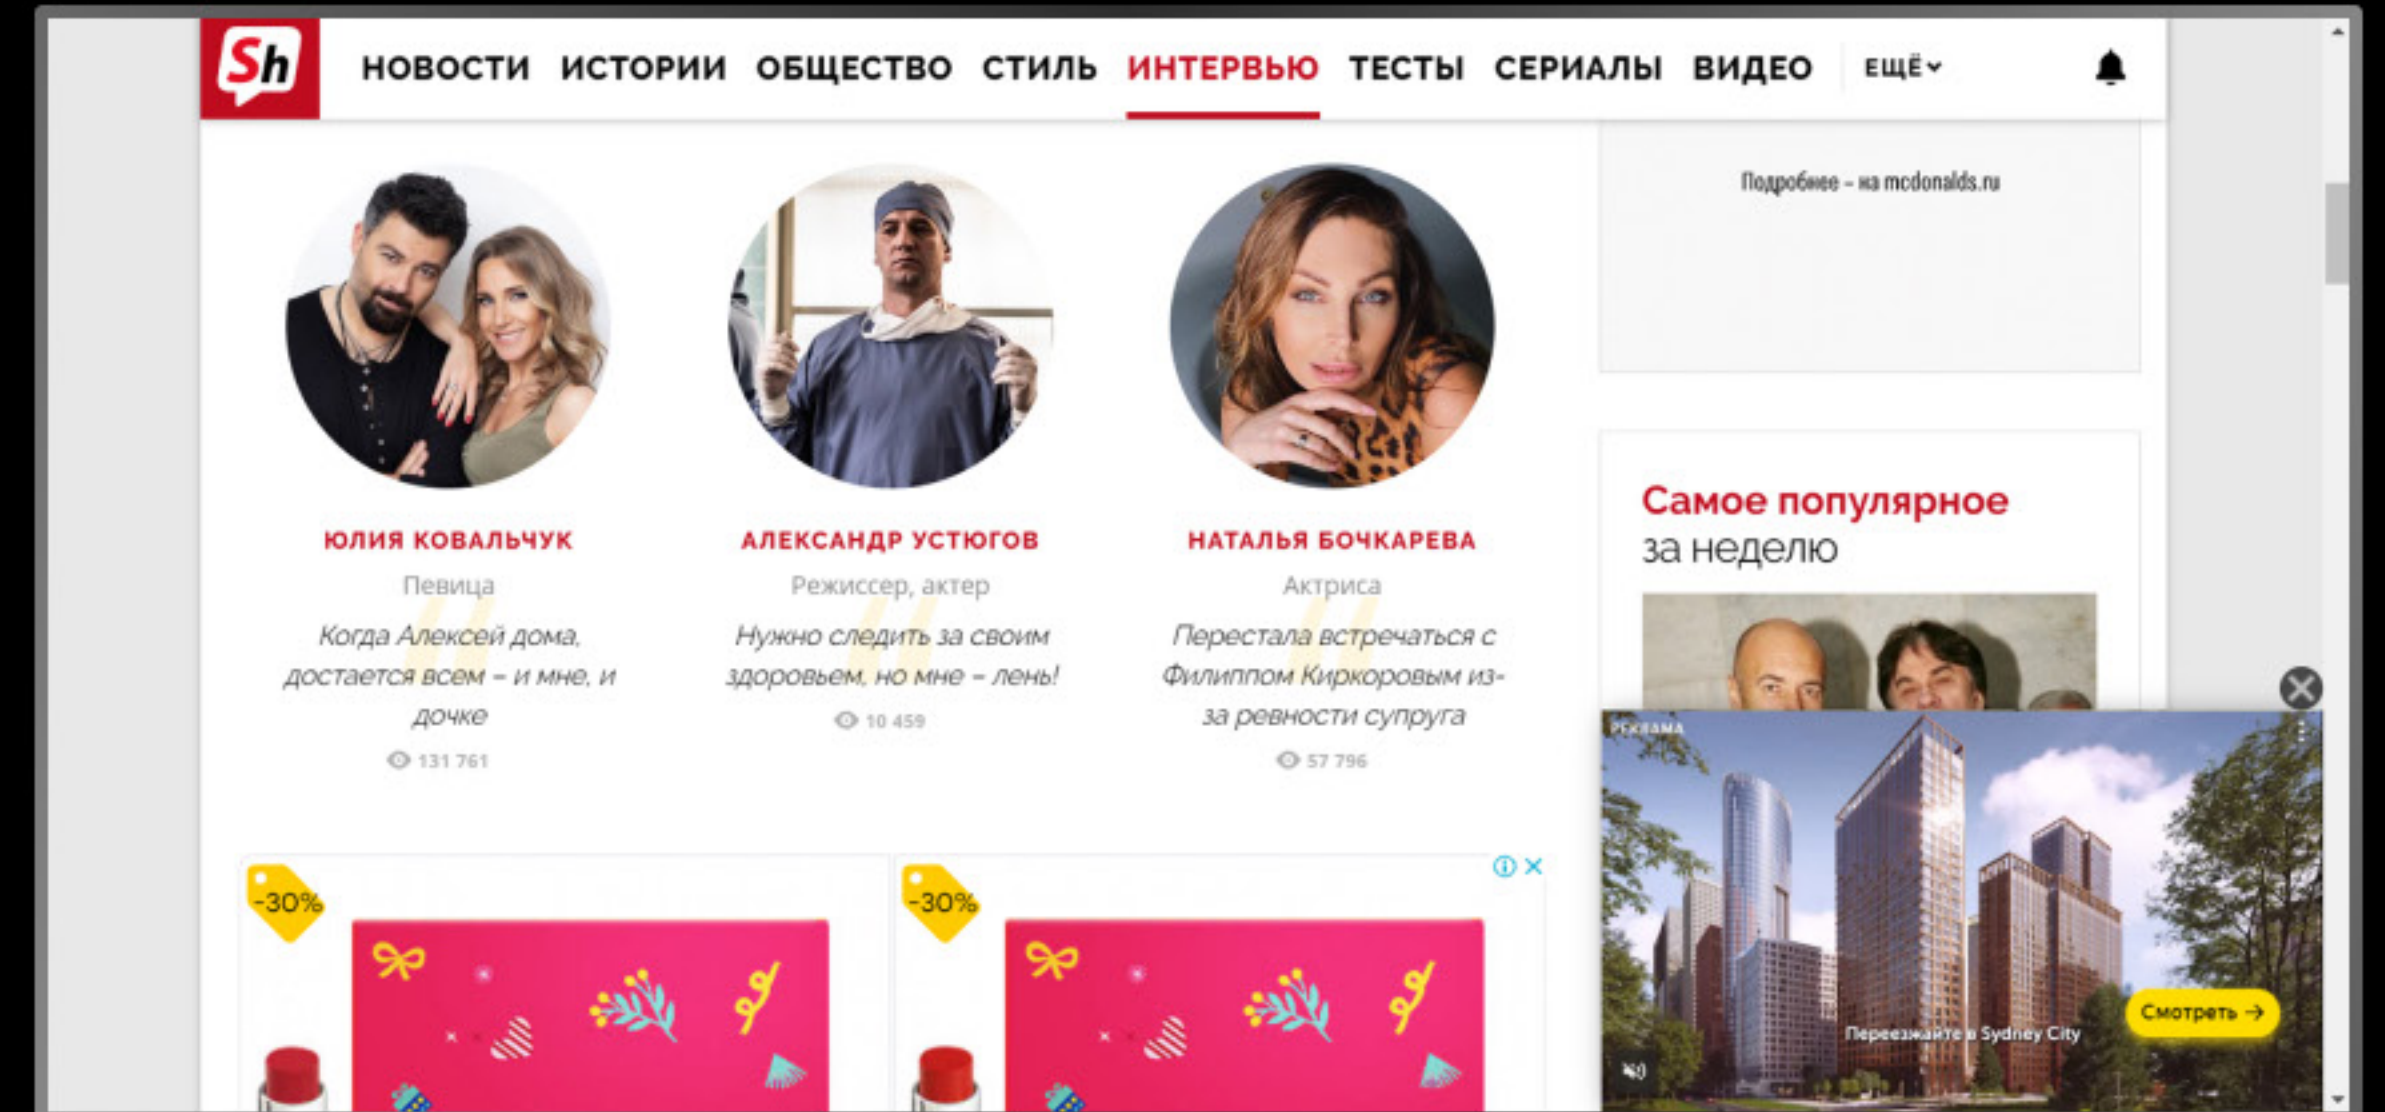 Sh
НОВОСТИ ИСТОРИИ ОБЩЕСТВО СТИЛЬ ИНТЕРВЬЮ ТЕСТЫ СЕРИАЛЫ ВИДЕО ЕЩЁ
Подробнее – на mcdonalds.ru
ЮЛИЯ КОВАЛЬЧУК
Певица
Когда Алексей дома,
достается всем – и мне, и
дочке
131 761
АЛЕКСАНДР УСТЮГОВ
Режиссер, актер
Нужно следить за своим
здоровьем, но мне – лень!
10 459
НАТАЛЬЯ БОЧКАРЕВА
Актриса
Перестала встречаться с
Филиппом Киркоровым из-
за ревности супруга
57 796
Самое популярное
за неделю
РЕКЛАМА
Смотреть →
Переезжайте в Sydney City
-30%
-30%